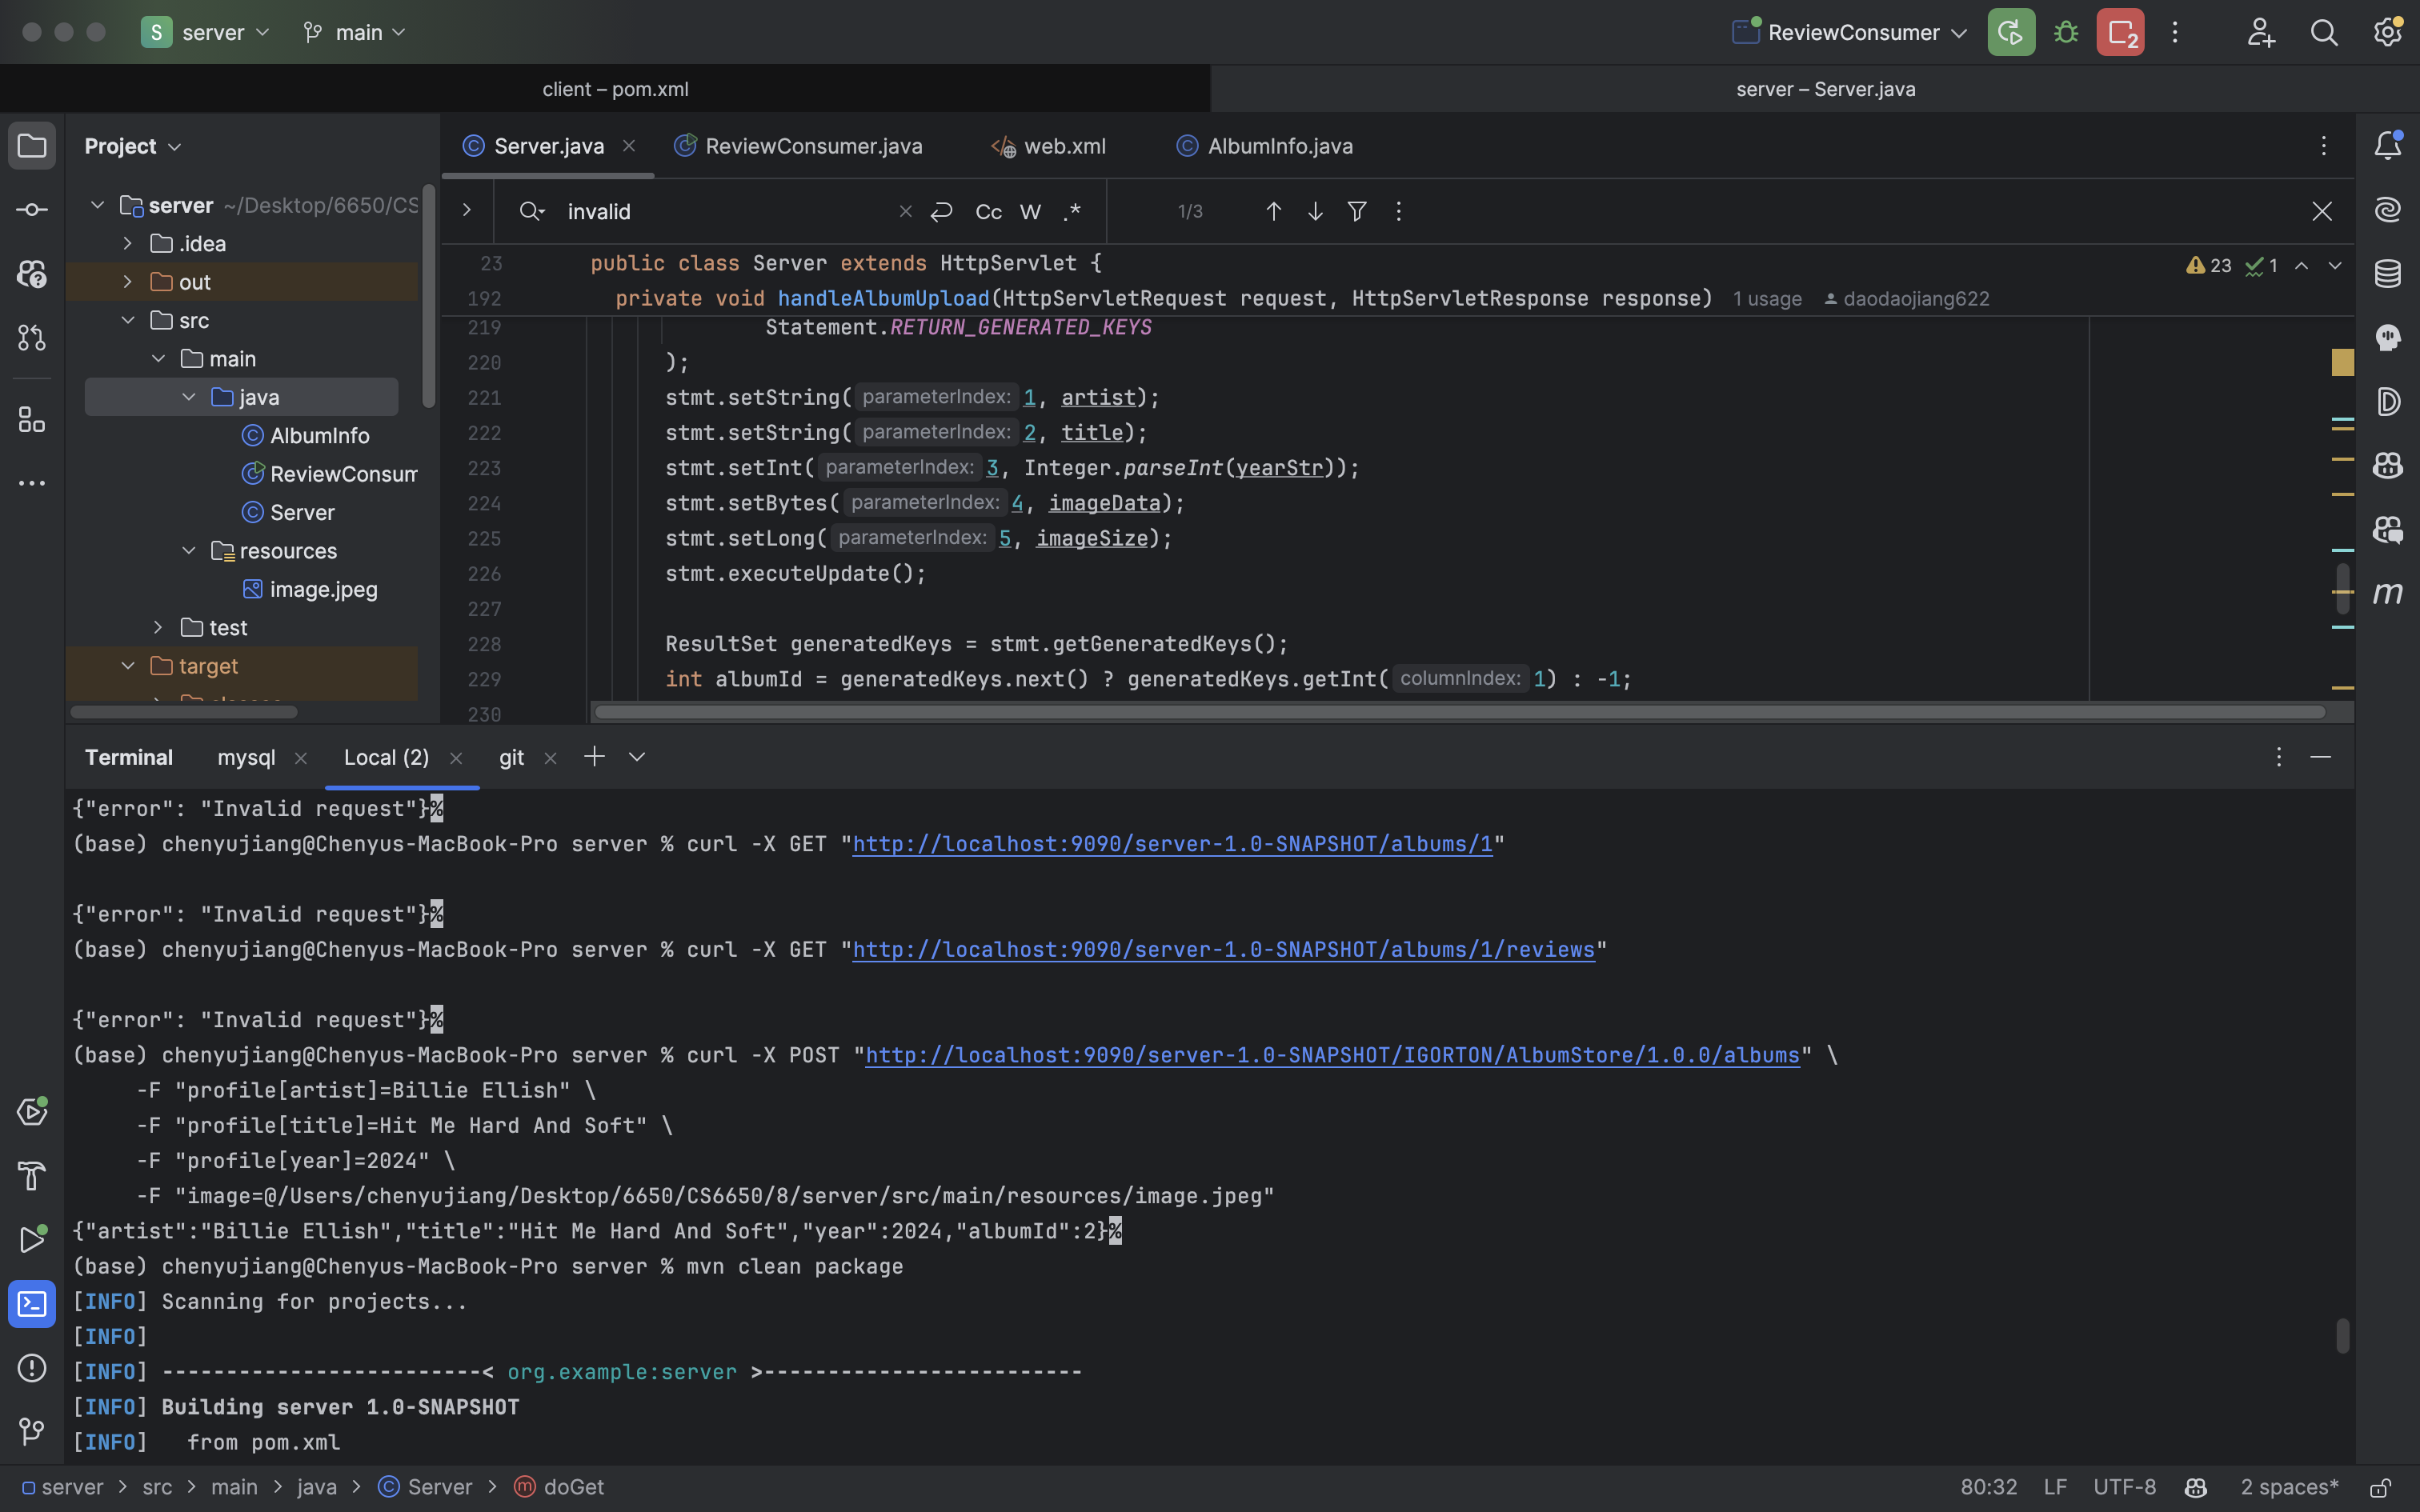 S server main ReviewConsumer 2
client – pom.xml server – Server.java
Project
server ~/Desktop/6650/CS
.idea
out
src
main
java
AlbumInfo
ReviewConsum
Server
resources
image.jpeg
test
target
Server.java ReviewConsumer.java web.xml AlbumInfo.java
invalid Cc W .* 1/3
23 public class Server extends HttpServlet { 23 1
192 private void handleAlbumUpload(HttpServletRequest request, HttpServletResponse response) 1 usage daodaojiang622
219 Statement.RETURN_GENERATED_KEYS
220 );
221 stmt.setString( parameterIndex: 1, artist);
222 stmt.setString( parameterIndex: 2, title);
223 stmt.setInt( parameterIndex: 3, Integer.parseInt(yearStr));
224 stmt.setBytes( parameterIndex: 4, imageData);
225 stmt.setLong( parameterIndex: 5, imageSize);
226 stmt.executeUpdate();
227
228 ResultSet generatedKeys = stmt.getGeneratedKeys();
229 int albumId = generatedKeys.next() ? generatedKeys.getInt( columnIndex: 1) : -1;
230
Terminal mysql Local (2) git
{"error": "Invalid request"}%
(base) chenyujiang@Chenyus-MacBook-Pro server % curl -X GET "http://localhost:9090/server-1.0-SNAPSHOT/albums/1"
{"error": "Invalid request"}%
(base) chenyujiang@Chenyus-MacBook-Pro server % curl -X GET "http://localhost:9090/server-1.0-SNAPSHOT/albums/1/reviews"
{"error": "Invalid request"}%
(base) chenyujiang@Chenyus-MacBook-Pro server % curl -X POST "http://localhost:9090/server-1.0-SNAPSHOT/IGORTON/AlbumStore/1.0.0/albums" \
-F "profile[artist]=Billie Ellish" \
-F "profile[title]=Hit Me Hard And Soft" \
-F "profile[year]=2024" \
-F "image=@/Users/chenyujiang/Desktop/6650/CS6650/8/server/src/main/resources/image.jpeg"
{"artist":"Billie Ellish","title":"Hit Me Hard And Soft","year":2024,"albumId":2}%
(base) chenyujiang@Chenyus-MacBook-Pro server % mvn clean package
[INFO] Scanning for projects...
[INFO]
[INFO] -------------------------< org.example:server >-------------------------
[INFO] Building server 1.0-SNAPSHOT
[INFO]   from pom.xml
server > src > main > java > Server > doGet 80:32 LF UTF-8 2 spaces*